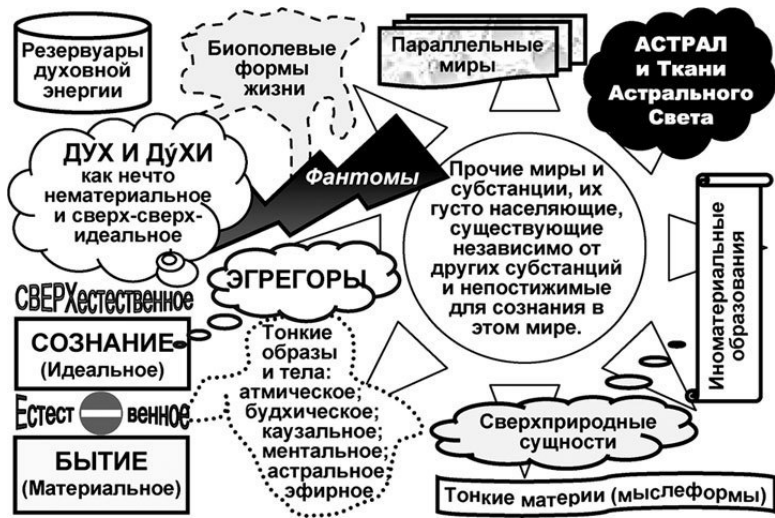 Резервуары
духовной
энергии
Биополевые
формы
жизни
Параллельные
миры
АСТРАЛ
и Ткани
Астрального
Света
ДУХ И ДУ́ХИ
как нечто
нематериальное
и сверх-сверх-
идеальное
Фантомы
Прочие миры и
субстанции, их
густо населяющие,
существующие
независимо от
других субстанций
и непостижимые
для сознания в
этом мире.
Иноматериальные
образования
ЭГРЕГОРЫ
СВЕРХестественное
СОЗНАНИЕ
(Идеальное)
Естест венное
БЫТИЕ
(Материальное)
Тонкие
образы
и тела:
атмическое;
будхическое;
каузальное;
ментальное;
астральное;
эфирное
Сверхприродные
сущности
Тонкие материи (мыслеформы)